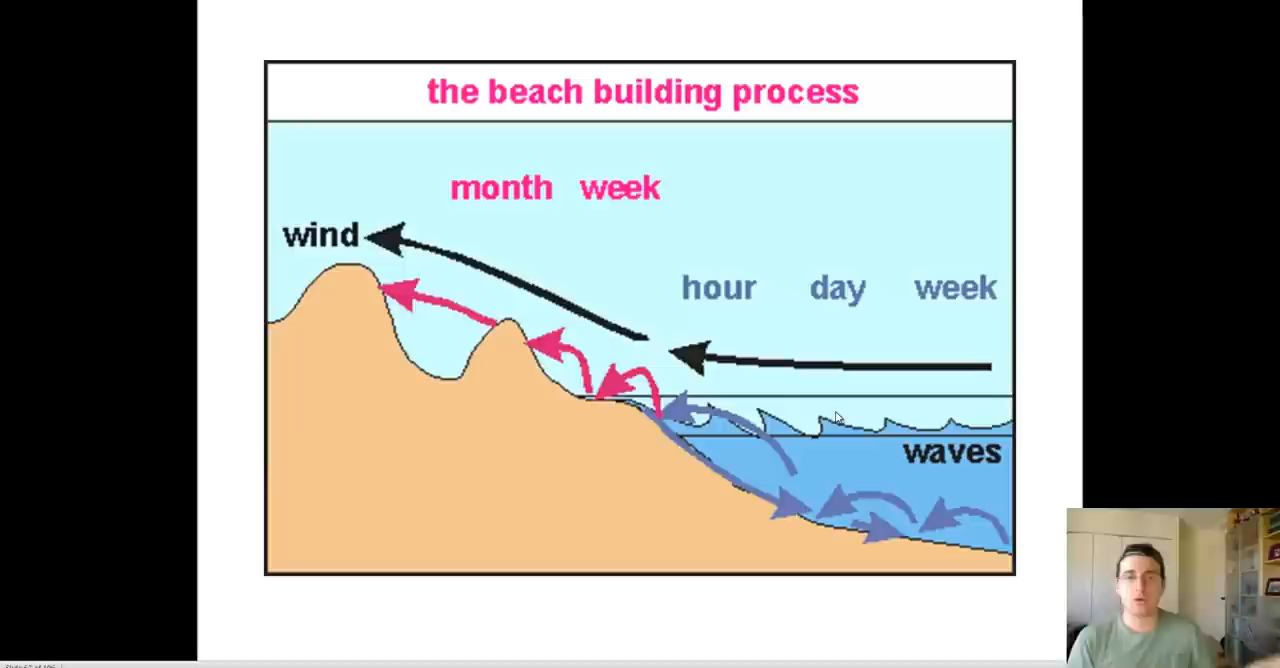 the beach building process
month week
wind
hour day week
waves